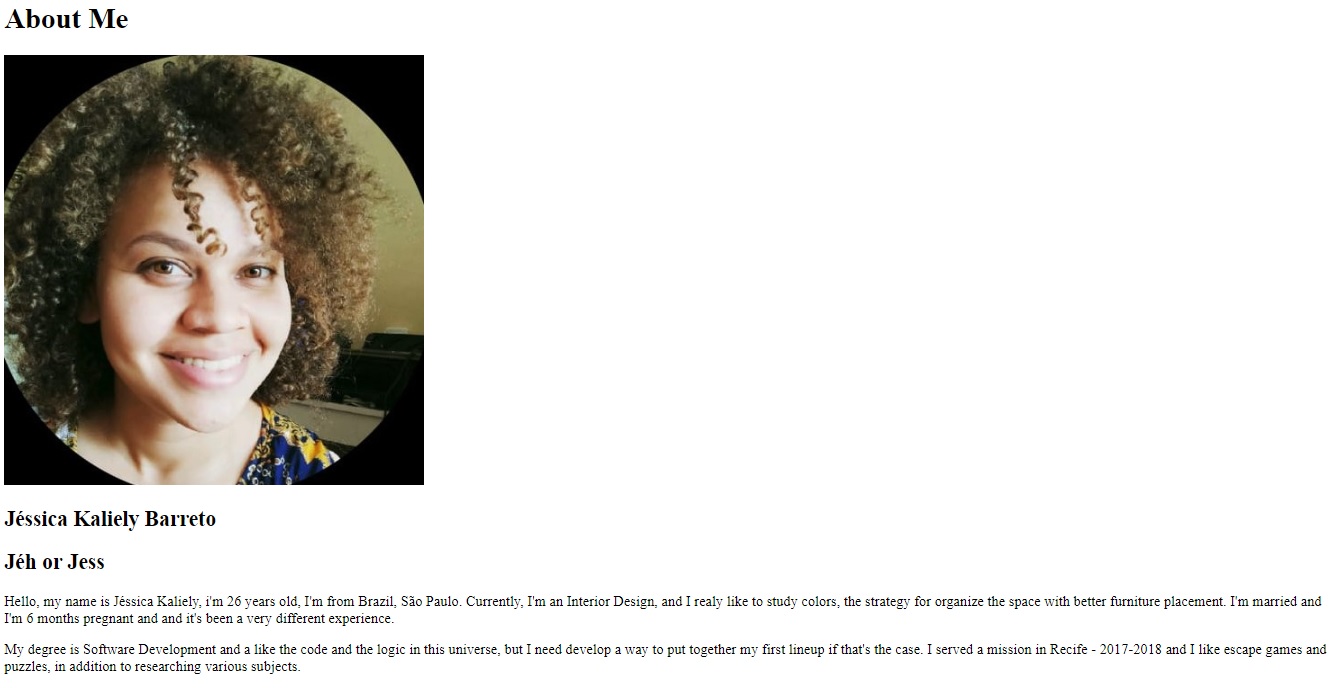 About Me
Jéssica Kaliely Barreto
Jéh or Jess
Hello, my name is Jéssica Kaliely, i'm 26 years old, I'm from Brazil, São Paulo. Currently, I'm an Interior Design, and I realy like to study colors, the strategy for organize the space with better furniture placement. I'm married and
I'm 6 months pregnant and and it's been a very different experience.
My degree is Software Development and a like the code and the logic in this universe, but I need develop a way to put together my first lineup if that's the case. I served a mission in Recife - 2017-2018 and I like escape games and
puzzles, in addition to researching various subjects.